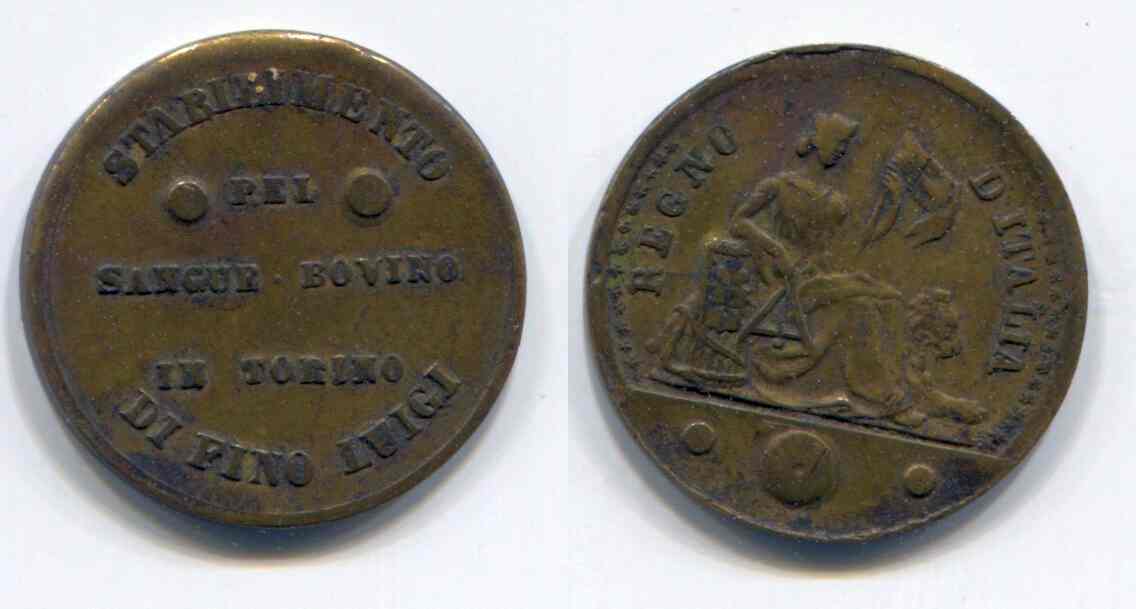 STABILIMENTO
PEL
SANGUE · BOVINO
IN TORINO
DI FINO LUIGI
REGNO D'ITALIA